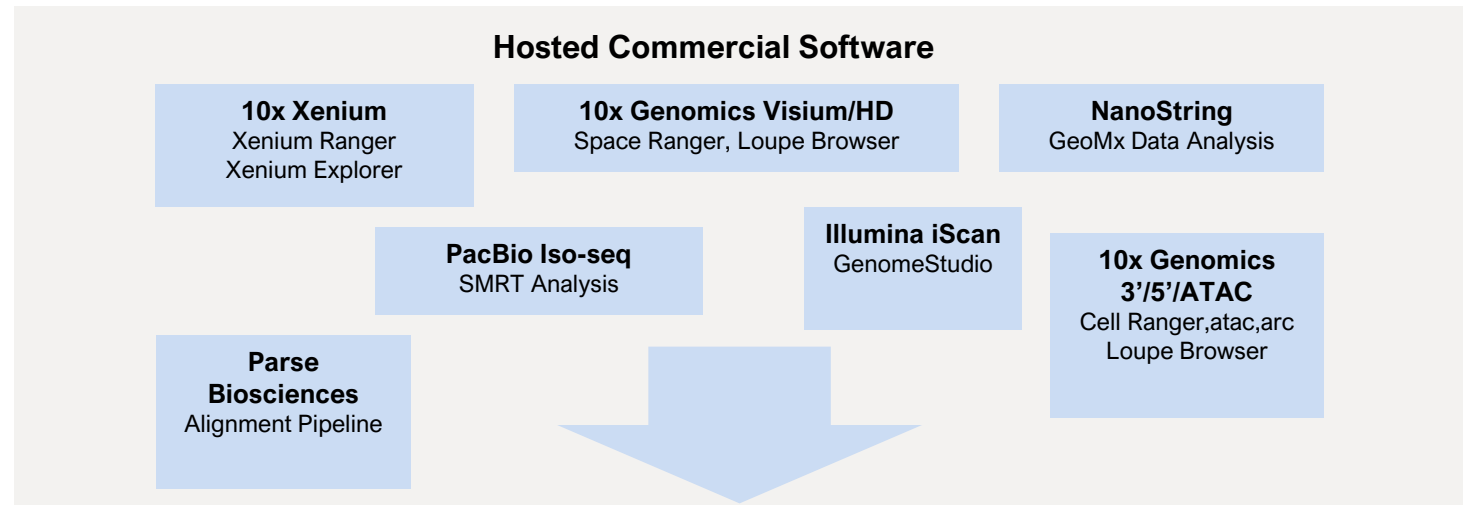 Hosted Commercial Software
10x Xenium
Xenium Ranger
Xenium Explorer
10x Genomics Visium/HD
Space Ranger, Loupe Browser
NanoString
GeoMx Data Analysis
PacBio Iso-seq
SMRT Analysis
Illumina iScan
GenomeStudio
10x Genomics
3’/5’/ATAC
Cell Ranger,atac,arc
Loupe Browser
Parse
Biosciences
Alignment Pipeline